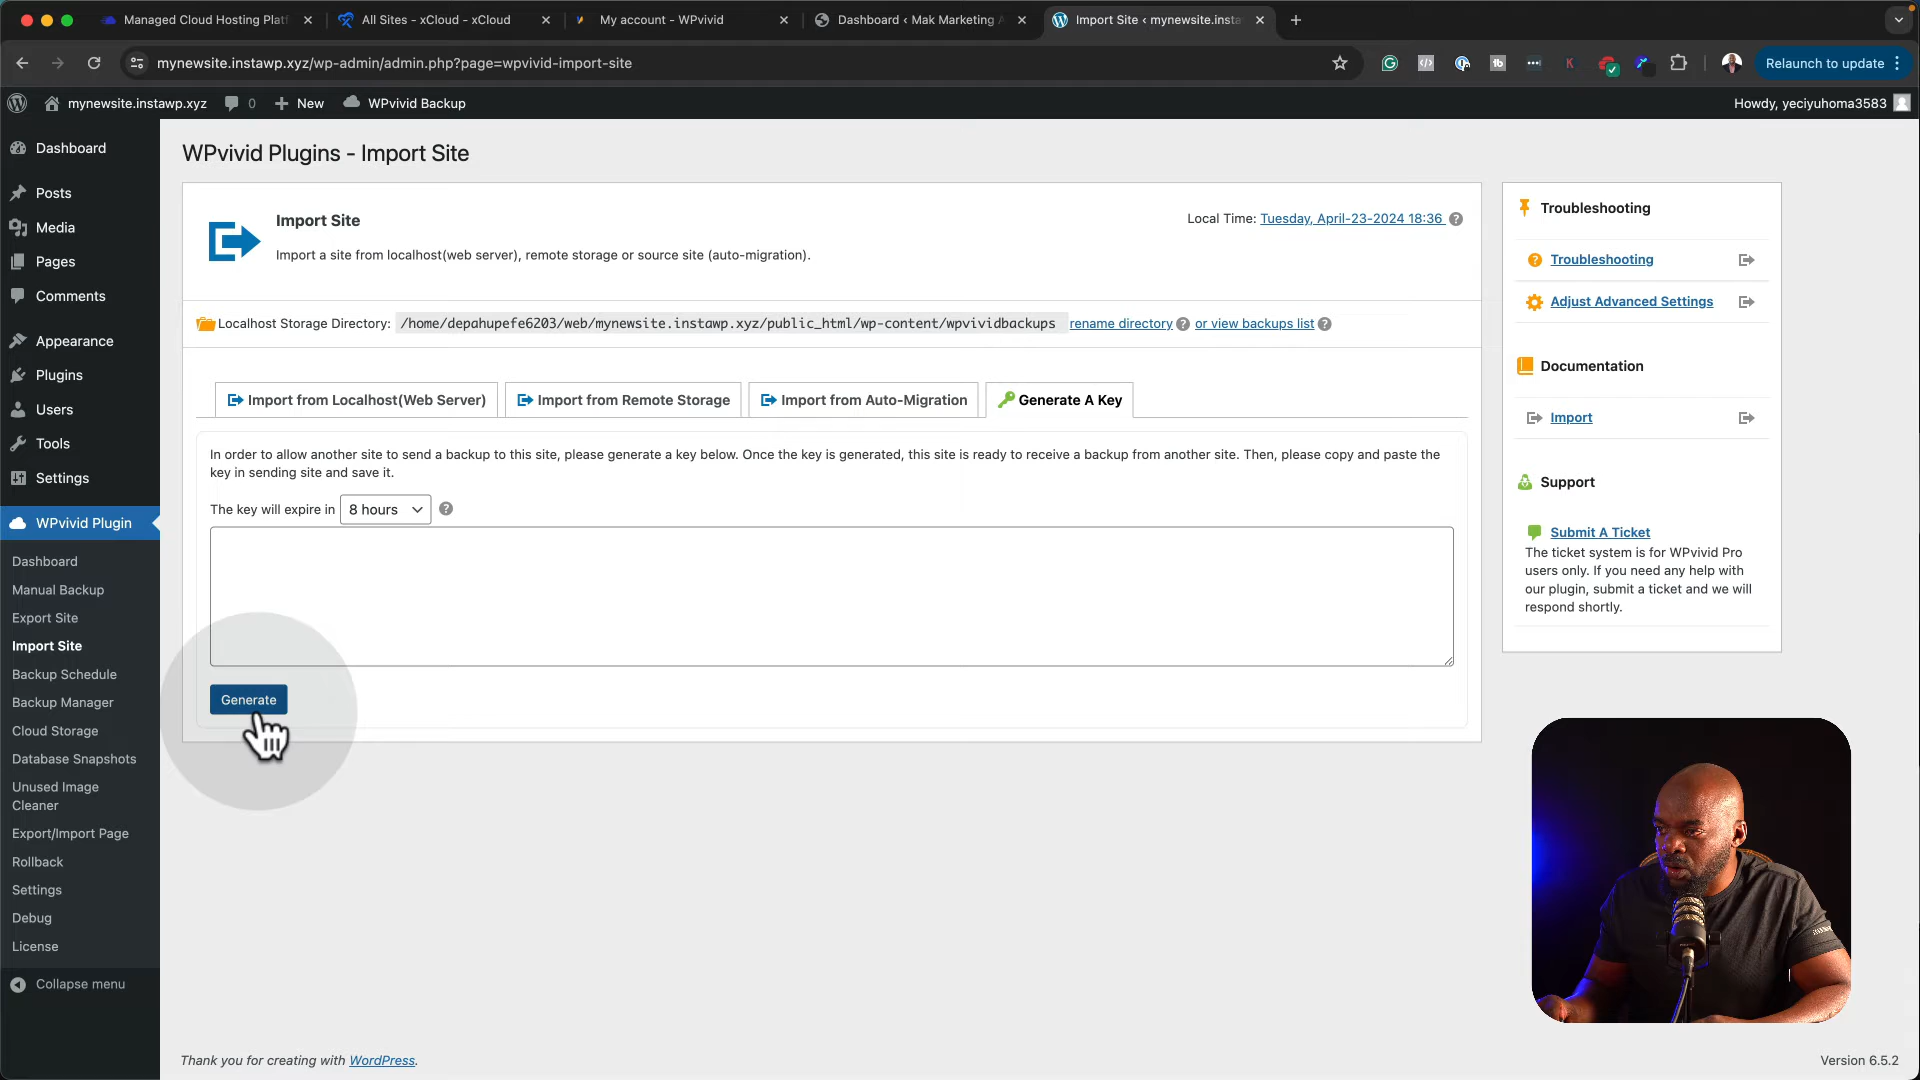 Managed Cloud Hosting Platf
All Sites - xCloud - xCloud
My account - WPvivid
Dashboard ‹ Mak Marketing A
Import Site ‹ mynewsite.insta
mynewsite.instawp.xyz/wp-admin/admin.php?page=wpvivid-import-site
Relaunch to update
mynewsite.instawp.xyz
0
New
WPvivid Backup
Howdy, yeciyuhoma3583
Dashboard
Posts
Media
Pages
Comments
Appearance
Plugins
Users
Tools
Settings
WPvivid Plugin
Dashboard
Manual Backup
Export Site
Import Site
Backup Schedule
Backup Manager
Cloud Storage
Database Snapshots
Unused Image
Cleaner
Export/Import Page
Rollback
Settings
Debug
License
Collapse menu
WPvivid Plugins - Import Site
Import Site
Local Time: Tuesday, April-23-2024 18:36
Import a site from localhost(web server), remote storage or source site (auto-migration).
Localhost Storage Directory: /home/depahupefe6203/web/mynewsite.instawp.xyz/public_html/wp-content/wpvividbackups rename directory or view backups list
Import from Localhost(Web Server)
Import from Remote Storage
Import from Auto-Migration
Generate A Key
In order to allow another site to send a backup to this site, please generate a key below. Once the key is generated, this site is ready to receive a backup from another site. Then, please copy and paste the
key in sending site and save it.
The key will expire in 8 hours
Generate
Troubleshooting
Troubleshooting
Adjust Advanced Settings
Documentation
Import
Support
Submit A Ticket
The ticket system is for WPvivid Pro
users only. If you need any help with
our plugin, submit a ticket and we will
respond shortly.
Thank you for creating with WordPress.
Version 6.5.2